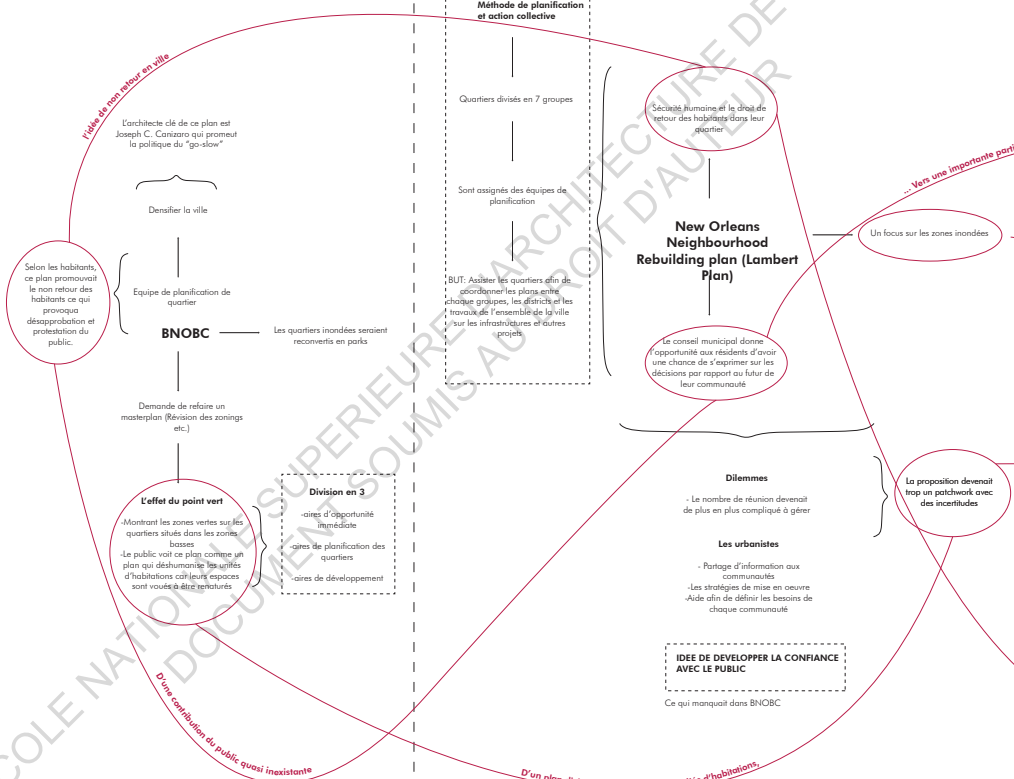 l'idée de non retour en ville
L'architecte clé de ce plan est
Joseph C. Canizaro qui promeut
la politique du "go-slow"
Densifier la ville
Selon les habitants,
ce plan promouvait
le non retour des
habitants ce qui
provoqua
désapprobation et
protestation du
public.
Equipe de planification de
quartier
BNOBC
Les quartiers inondées seraient
reconvertis en parks
Demande de refaire un
masterplan (Révision des zonings
etc.)
L'effet du point vert
-Montrant les zones vertes sur les
quartiers situés dans les zones
basses
-Le public voit ce plan comme un
plan qui déshumanise les unités
d'habitations car leurs espaces
sont voués à être renaturés
Division en 3
-aires d'opportunité
immédiate
-aires de planification des
quartiers
-aires de développement
D'une contribution du public quasi inexistante
Méthode de planification
et action collective
Quartiers divisés en 7 groupes
Sont assignés des équipes de
planification
BUT: Assister les quartiers afin de
coordonner les plans entre
chaque groupes, les districts et les
travaux de l'ensemble de la ville
sur les infrastructures et autres
projets
Sécurité humaine et le droit de
retour des habitants dans leur
quartier
New Orleans
Neighbourhood
Rebuilding plan (Lambert
Plan)
Le conseil municipal donne
l'opportunité aux résidents d'avoir
une chance de s'exprimer sur les
décisions par rapport au futur de
leur communauté
... Vers une importante parti
Un focus sur les zones inondées
Dilemmes
- Le nombre de réunion devenait
de plus en plus compliqué à gérer
Les urbanistes
- Partage d'information aux
communautés
-Les stratégies de mise en oeuvre
-Aide afin de définir les besoins de
chaque communauté
La proposition devenait
trop un patchwork avec
des incertitudes
IDEE DE DEVELOPPER LA CONFIANCE
AVEC LE PUBLIC
Ce qui manquait dans BNOBC
D'un plan
d'habitations,
COLE NATIONALE SUPERIEURE D'ARCHITECTURE DE
DOCUMENT SOUMIS AU DROIT D'AUTEUR